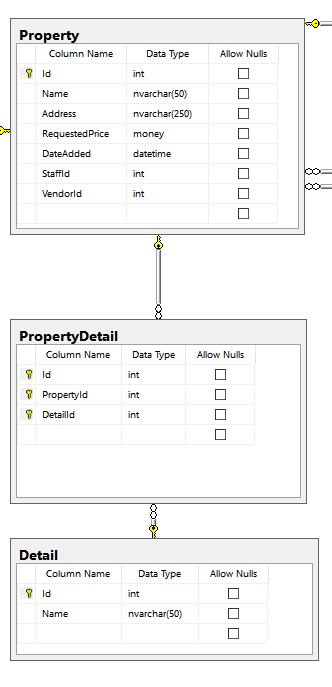 Property
Column Name Data Type Allow Nulls
Id int
Name nvarchar(50)
Address nvarchar(250)
RequestedPrice money
DateAdded datetime
StaffId int
VendorId int
PropertyDetail
Column Name Data Type Allow Nulls
Id int
PropertyId int
DetailId int
Detail
Column Name Data Type Allow Nulls
Id int
Name nvarchar(50)